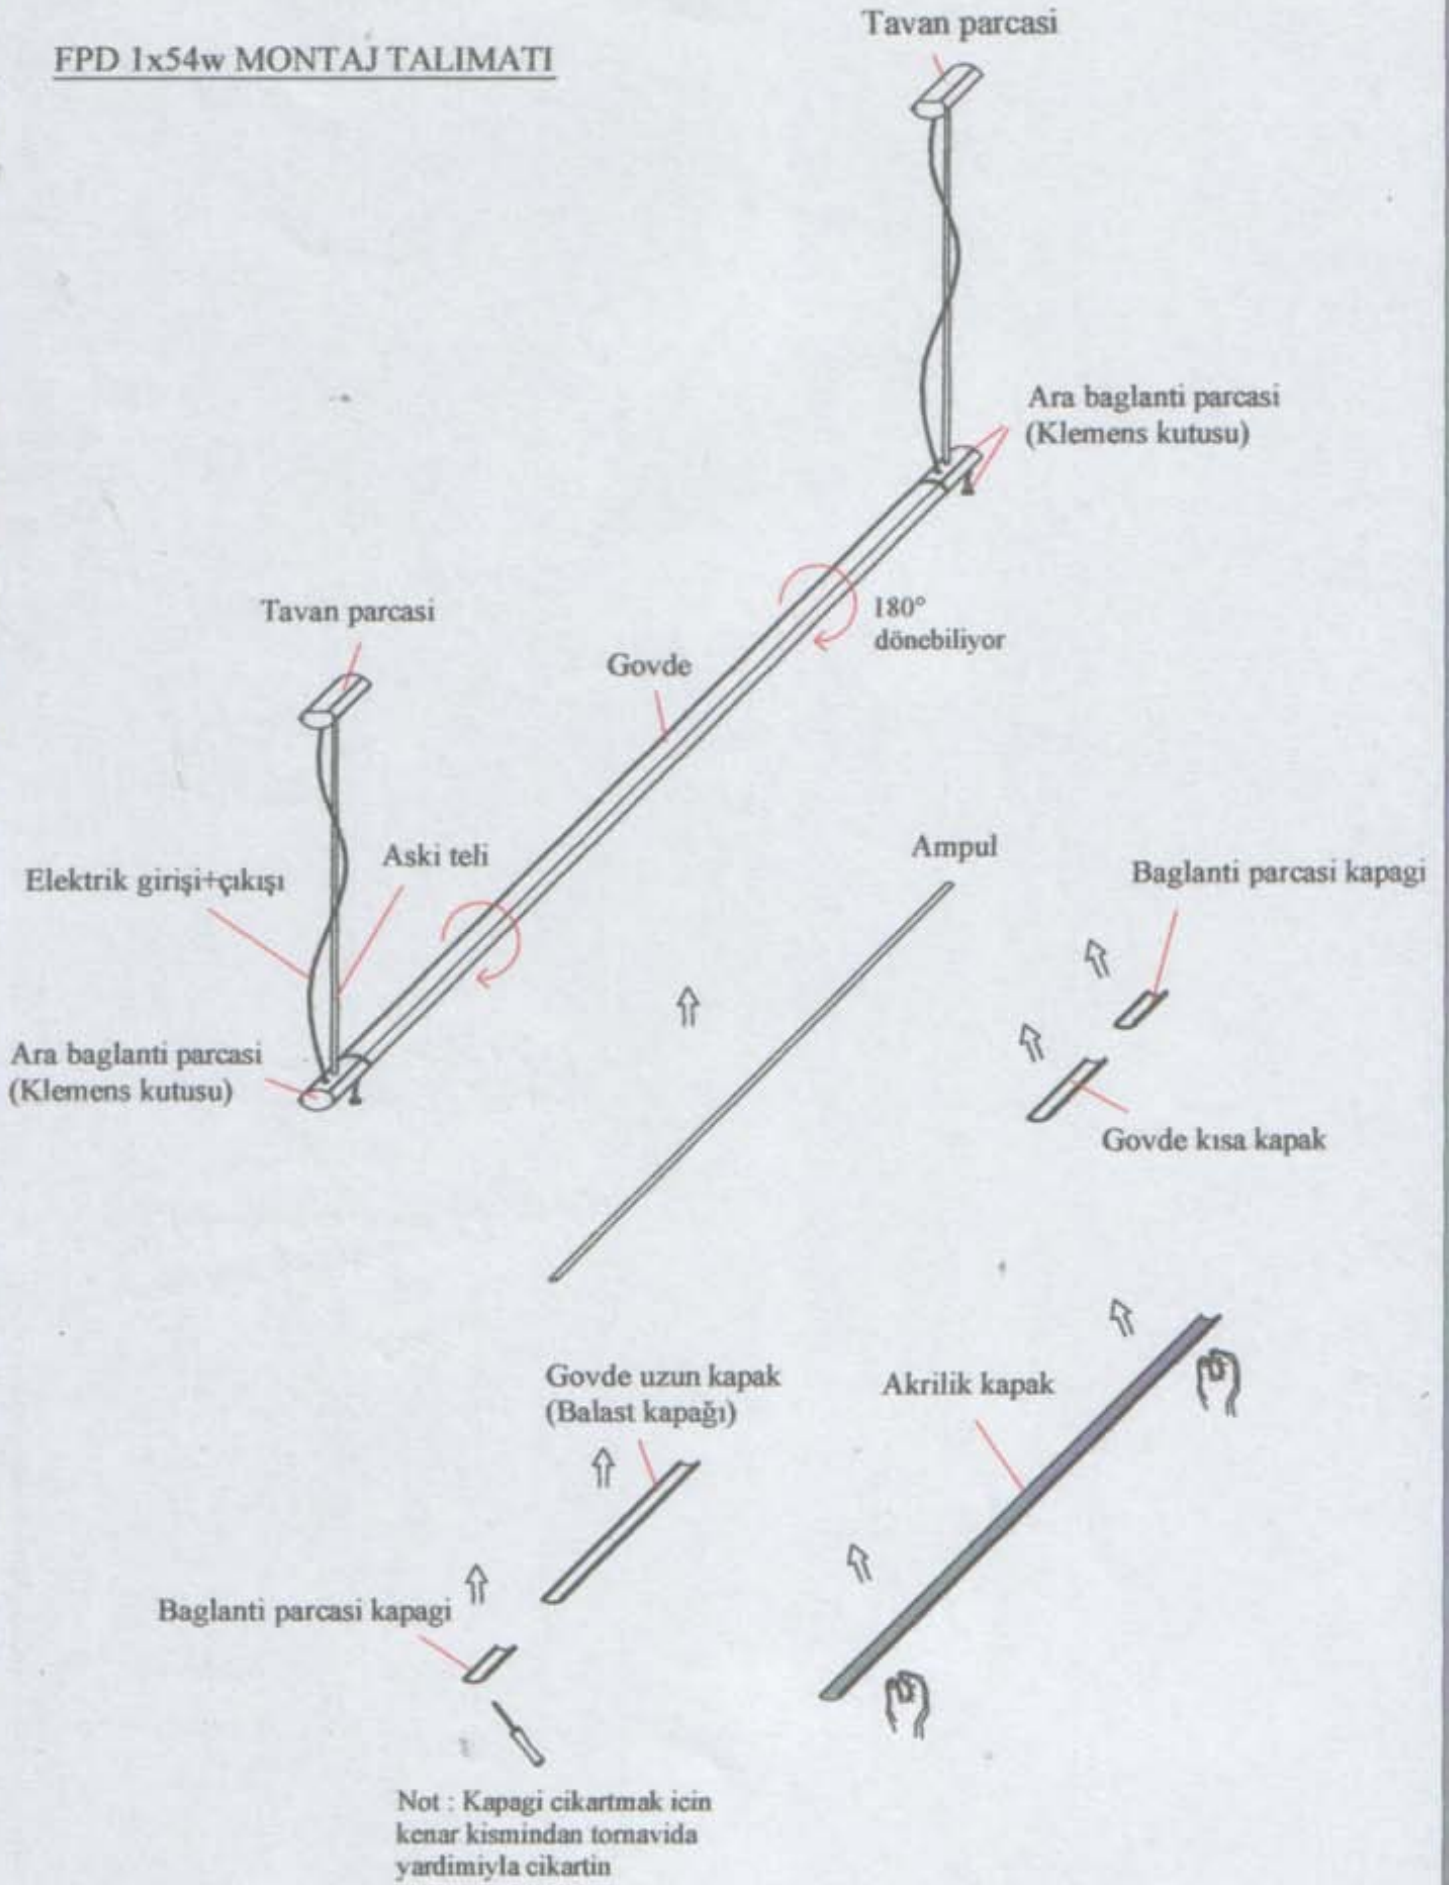 FPD 1x54w MONTAJ TALIMATI
Tavan parcasi
Ara baglanti parcasi
(Klemens kutusu)
180°
dönebiliyor
Tavan parcasi
Govde
Aski teli
Elektrik girişi+çıkışı
Ampul
Baglanti parcasi kapagi
Ara baglanti parcasi
(Klemens kutusu)
Govde kısa kapak
Govde uzun kapak
(Balast kapağı)
Akrilik kapak
Baglanti parcasi kapagi
Not : Kapagi cikartmak icin
kenar kismindan tornavida
yardimiyla cikartin